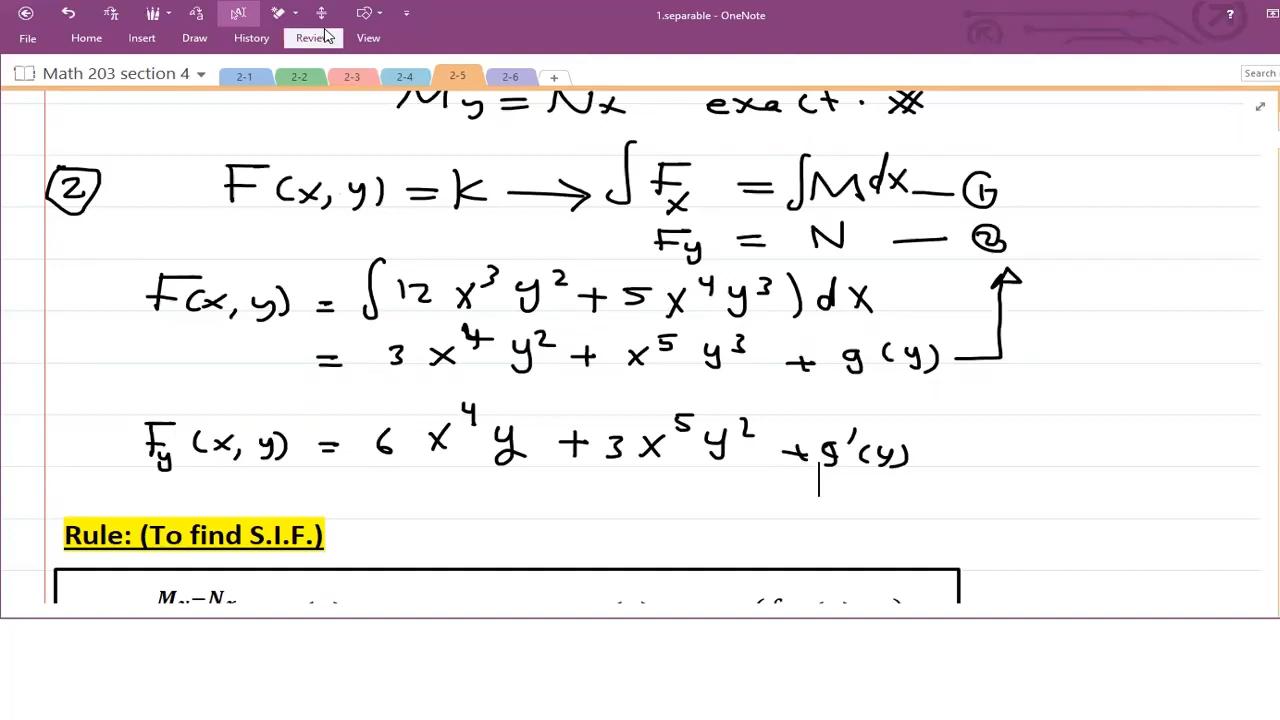 1.separable - OneNote
File Home Insert Draw History Review View
Math 203 section 4 2-1 2-2 2-3 2-4 2-5 2-6 Search
My = Nx exact.
② F(x, y) = K → ∫ Fx = ∫ M dx — ①
Fy = N — ②
F(x, y) = ∫ 12 x³ y² + 5 x⁴ y³ ) dx
= 3 x⁴ y² + x⁵ y³ + g (y)
Fy (x, y) = 6 x⁴ y + 3 x⁵ y² + g'(y)
Rule: (To find S.I.F.)
My−Nx